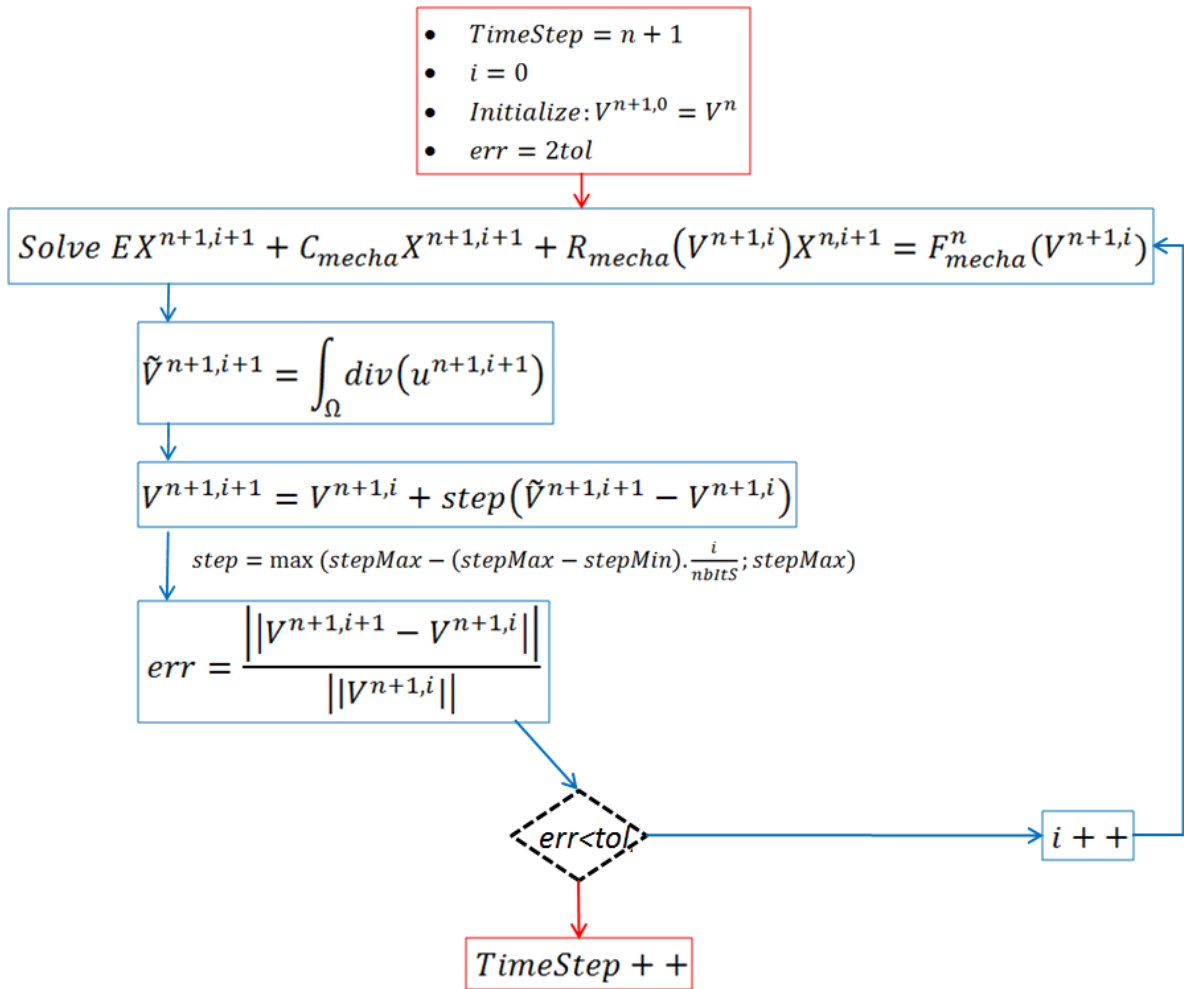 • TimeStep = n + 1
• i = 0
• Initialize: V^{n+1,0} = V^n
• err = 2tol
Solve EX^{n+1,i+1} + C_{mecha}X^{n+1,i+1} + R_{mecha}(V^{n+1,i})X^{n,i+1} = F^n_{mecha}(V^{n+1,i})
Ṽ^{n+1,i+1} = ∫_Ω div(u^{n+1,i+1})
V^{n+1,i+1} = V^{n+1,i} + step(Ṽ^{n+1,i+1} − V^{n+1,i})
step = max (stepMax − (stepMax − stepMin). i/nbItS ; stepMax)
err = ||V^{n+1,i+1} − V^{n+1,i}|| / ||V^{n+1,i}||
err<tol
i + +
TimeStep + +